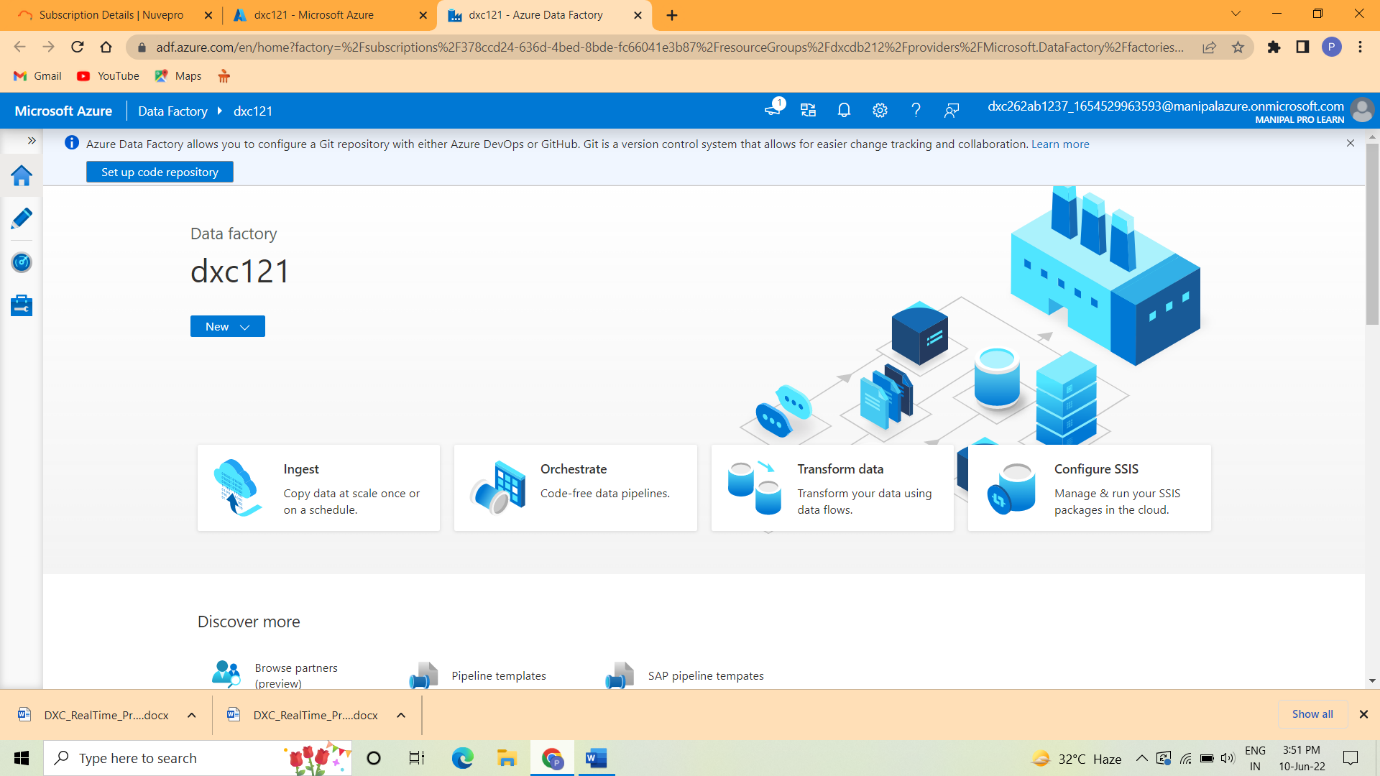 Subscription Details | Nuvepro
dxc121 - Microsoft Azure
dxc121 - Azure Data Factory
adf.azure.com/en/home?factory=%2Fsubscriptions%2F378ccd24-636d-4bed-8bde-fc66041e3b87%2FresourceGroups%2Fdxcdb212%2Fproviders%2FMicrosoft.DataFactory%2Ffactories...
P
Gmail
YouTube
Maps
Microsoft Azure
Data Factory
dxc121
1
dxc262ab1237_1654529963593@manipalazure.onmicrosoft.com
MANIPAL PRO LEARN
Azure Data Factory allows you to configure a Git repository with either Azure DevOps or GitHub. Git is a version control system that allows for easier change tracking and collaboration. Learn more
Set up code repository
Data factory
dxc121
New
Ingest
Copy data at scale once or
on a schedule.
Orchestrate
Code-free data pipelines.
Transform data
Transform your data using
data flows.
Configure SSIS
Manage & run your SSIS
packages in the cloud.
Discover more
Browse partners
(preview)
Pipeline templates
SAP pipeline tempates
DXC_RealTime_Pr....docx
DXC_RealTime_Pr....docx
Show all
Type here to search
32°C Haze
ENG
IN
3:51 PM
10-Jun-22